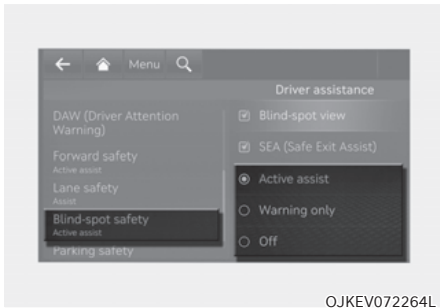 Menu
Driver assistance
DAW (Driver Attention
Warning)
Forward safety
Active assist
Lane safety
Assist
Blind-spot safety
Active assist
Parking safety
Blind-spot view
SEA (Safe Exit Assist)
Active assist
Warning only
Off
OJKEV072264L